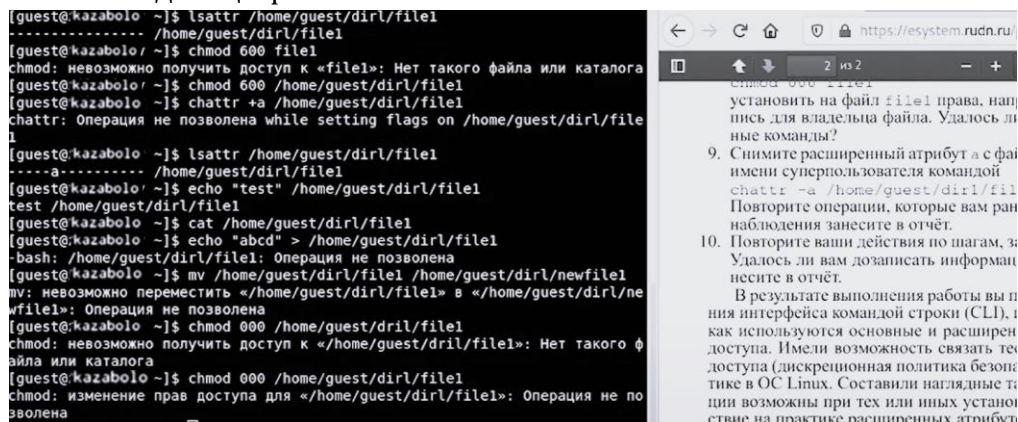 [guest@kazabolo ~]$ lsattr /home/guest/dirl/file1
---------------- /home/guest/dirl/file1
[guest@kazabolo ~]$ chmod 600 file1
chmod: невозможно получить доступ к «file1»: Нет такого файла или каталога
[guest@kazabolo ~]$ chmod 600 /home/guest/dirl/file1
[guest@kazabolo ~]$ chattr +a /home/guest/dirl/file1
chattr: Операция не позволена while setting flags on /home/guest/dirl/file
1
[guest@kazabolo ~]$ lsattr /home/guest/dirl/file1
-----a---------- /home/guest/dirl/file1
[guest@kazabolo ~]$ echo "test" /home/guest/dirl/file1
test /home/guest/dirl/file1
[guest@kazabolo ~]$ cat /home/guest/dirl/file1
[guest@kazabolo ~]$ echo "abcd" > /home/guest/dirl/file1
-bash: /home/guest/dirl/file1: Операция не позволена
[guest@kazabolo ~]$ mv /home/guest/dirl/file1 /home/guest/dirl/newfile1
mv: невозможно переместить «/home/guest/dirl/file1» в «/home/guest/dirl/ne
wfile1»: Операция не позволена
[guest@kazabolo ~]$ chmod 000 /home/guest/dril/file1
chmod: невозможно получить доступ к «/home/guest/dril/file1»: Нет такого ф
айла или каталога
[guest@kazabolo ~]$ chmod 000 /home/guest/dirl/file1
chmod: изменение прав доступа для «/home/guest/dirl/file1»: Операция не по
зволена
https://esystem.rudn.ru/
2 из 2
chmod 000 file1
установить на файл file1 права, напр
пись для владельца файла. Удалось ли
ные команды?
9. Снимите расширенный атрибут a с фай
имени суперпользователя командой
chattr -a /home/guest/dir1/fil
Повторите операции, которые вам ран
наблюдения занесите в отчёт.
10. Повторите ваши действия по шагам, за
Удалось ли вам дозаписать информац
несите в отчёт.
В результате выполнения работы вы п
ния интерфейса командой строки (CLI),
как используются основные и расширен
доступа. Имели возможность связать тео
доступа (дискреционная политика безопа
тике в ОС Linux. Составили наглядные та
ции возможны при тех или иных установ
ствие на практике расширенных атрибуто